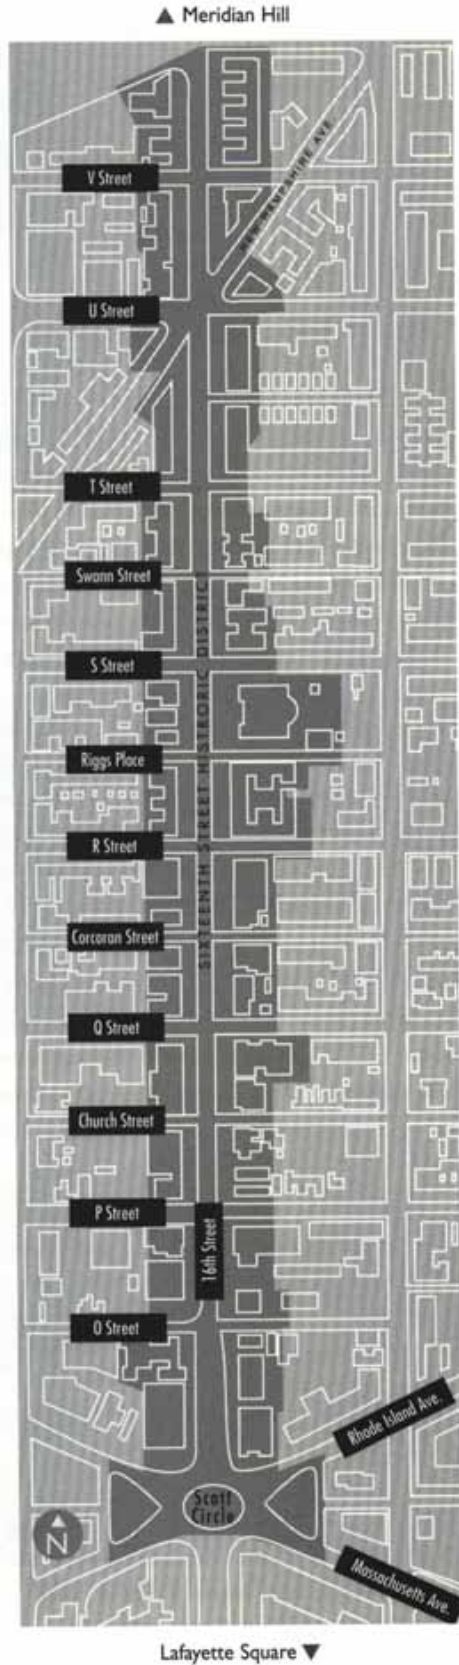 ▲ Meridian Hill
NEW HAMPSHIRE AVE
V Street
U Street
T Street
Swann Street
SIXTEENTH STREET HISTORIC DISTRICT
S Street
Riggs Place
R Street
Corcoran Street
Q Street
Church Street
P Street
16th Street
O Street
Rhode Island Ave.
Scott
Circle
N
Massachusetts Ave.
Lafayette Square ▼